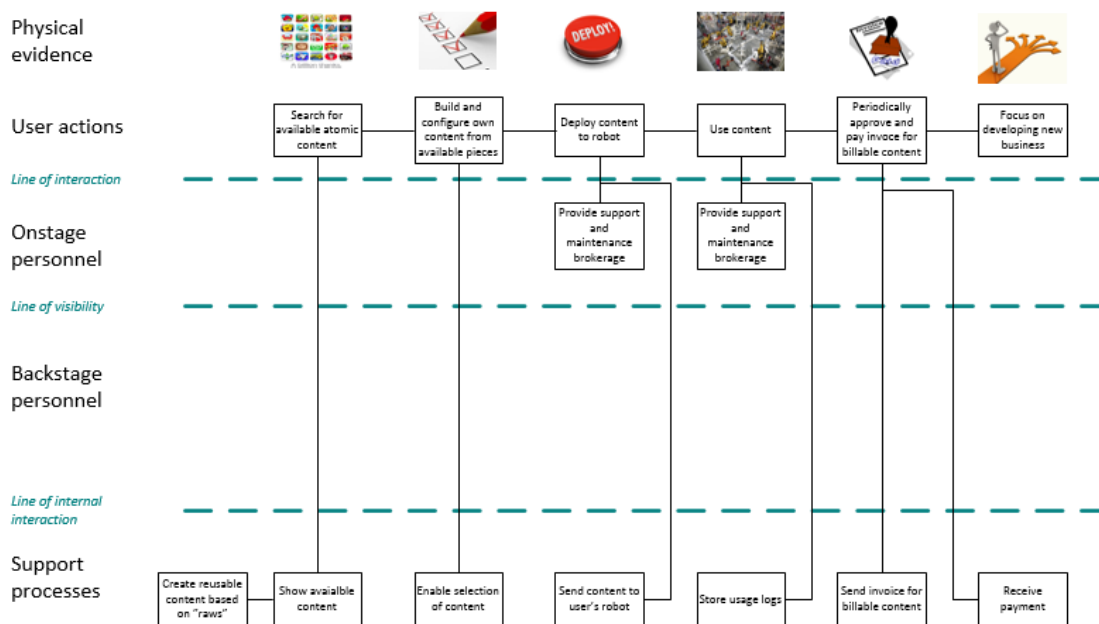 Physical
evidence
DEPLOY!
User actions
Search for
available atomic
content
Build and
configure own
content from
available pieces
Deploy content
to robot
Use content
Periodically
approve and
pay invoce for
billable content
Focus on
developing new
business
Line of interaction
Onstage
personnel
Provide support
and
maintenance
brokerage
Provide support
and
maintenance
brokerage
Line of visibility
Backstage
personnel
Line of internal
interaction
Support
processes
Create reusable
content based
on "raws"
Show avaialble
content
Enable selection
of content
Send content to
user's robot
Store usage logs
Send invoice for
billable content
Receive
payment